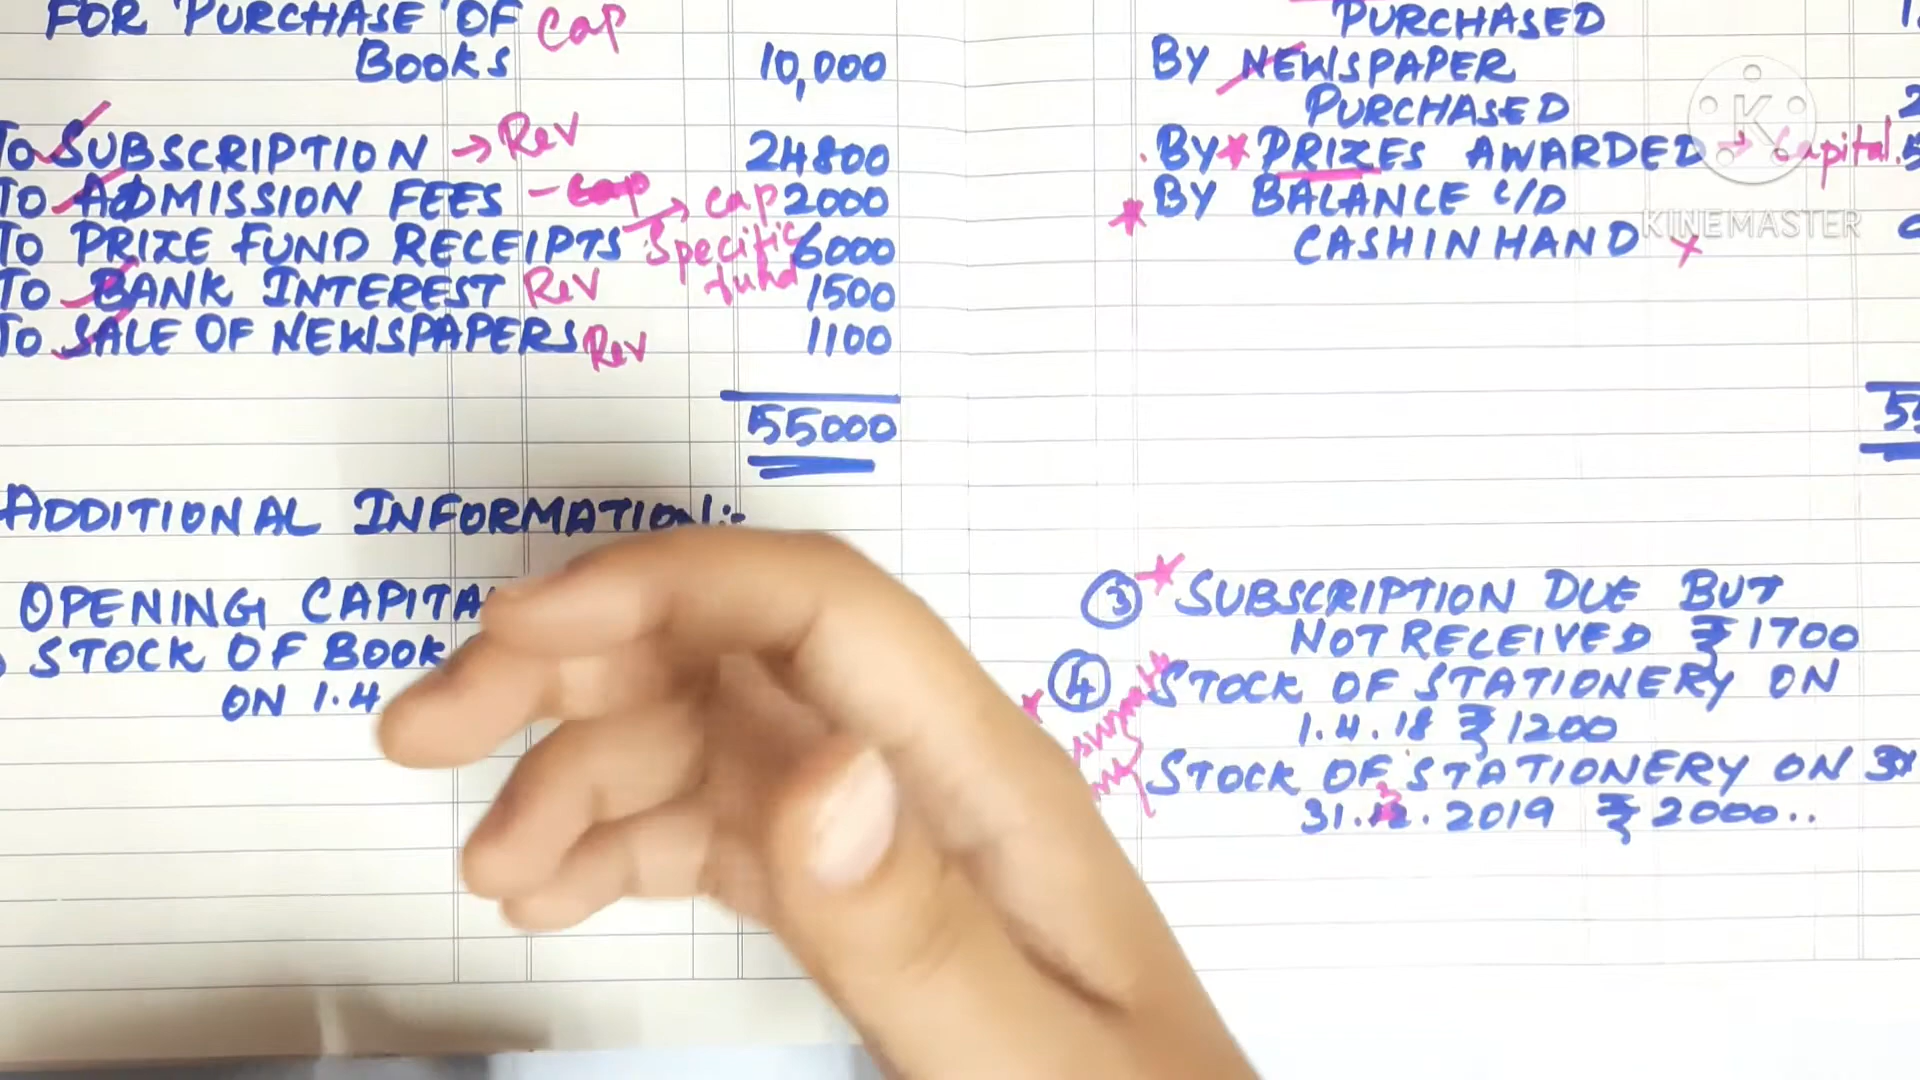 FOR PURCHASE OF cap
BOOKS 10,000
TO SUBSCRIPTION → Rev 24800
TO ADMISSION FEES - cap 2000
TO PRIZE FUND RECEIPTS → cap Specific fund 6000
TO BANK INTEREST Rev 1500
TO SALE OF NEWSPAPERS Rev 1100
55000
ADDITIONAL INFORMATION:-
OPENING CAPITA
STOCK OF BOOK
ON 1.4
PURCHASED
BY NEWSPAPER
PURCHASED
BY PRIZES AWARDED → Capital.
BY BALANCE C/D
CASH IN HAND
③ SUBSCRIPTION DUE BUT
NOT RECEIVED ₹ 1700
④ STOCK OF STATIONERY ON
1.4.18 ₹ 1200
STOCK OF STATIONERY ON
31.3.2019 ₹ 2000..
K
KINEMASTER